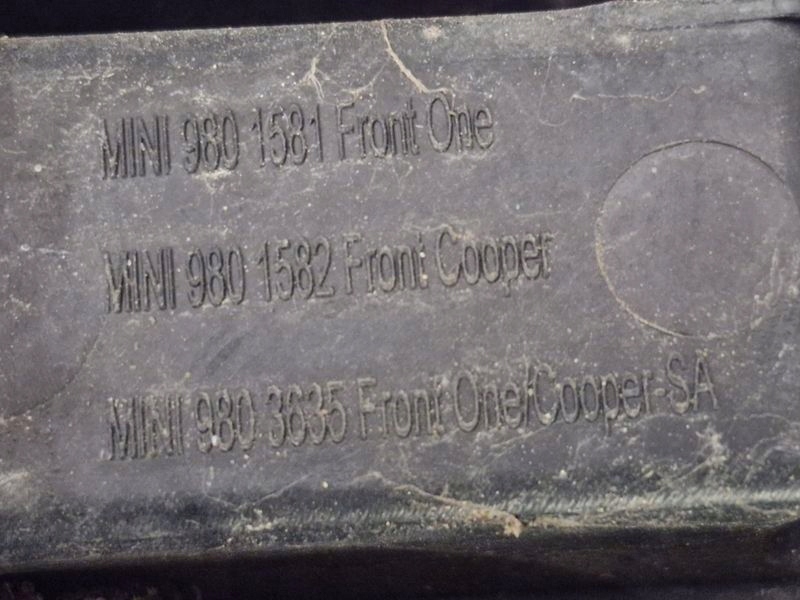 MINI 980 1581 Front One
MINI 980 1582 Front Cooper
MINI 980 3635 Front One/Cooper-SA